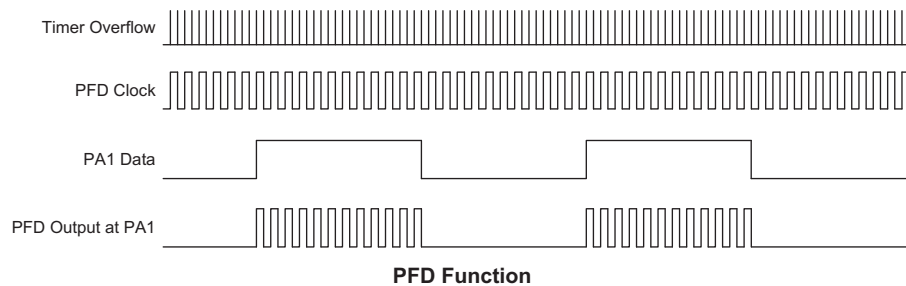 Timer Overflow
PFD Clock
PA1 Data
PFD Output at PA1
PFD Function